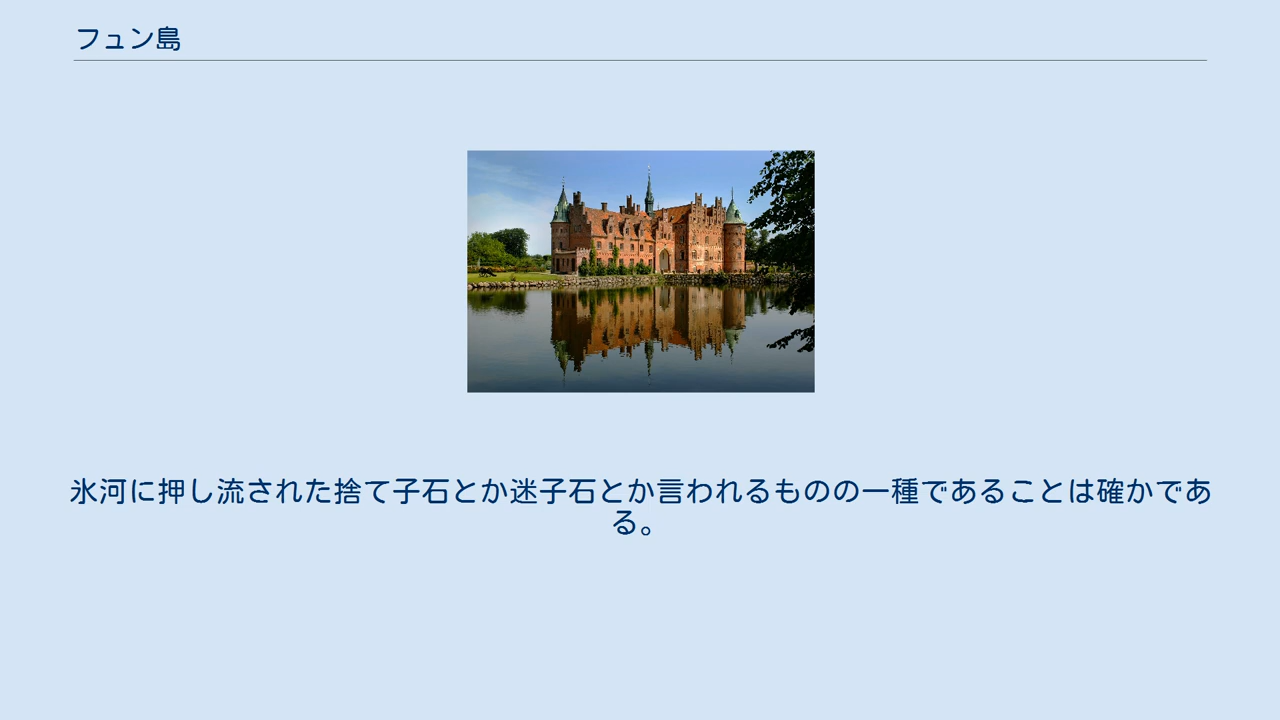 フュン島
氷河に押し流された捨て子石とか迷子石とか言われるものの一種であることは確かであ
る。